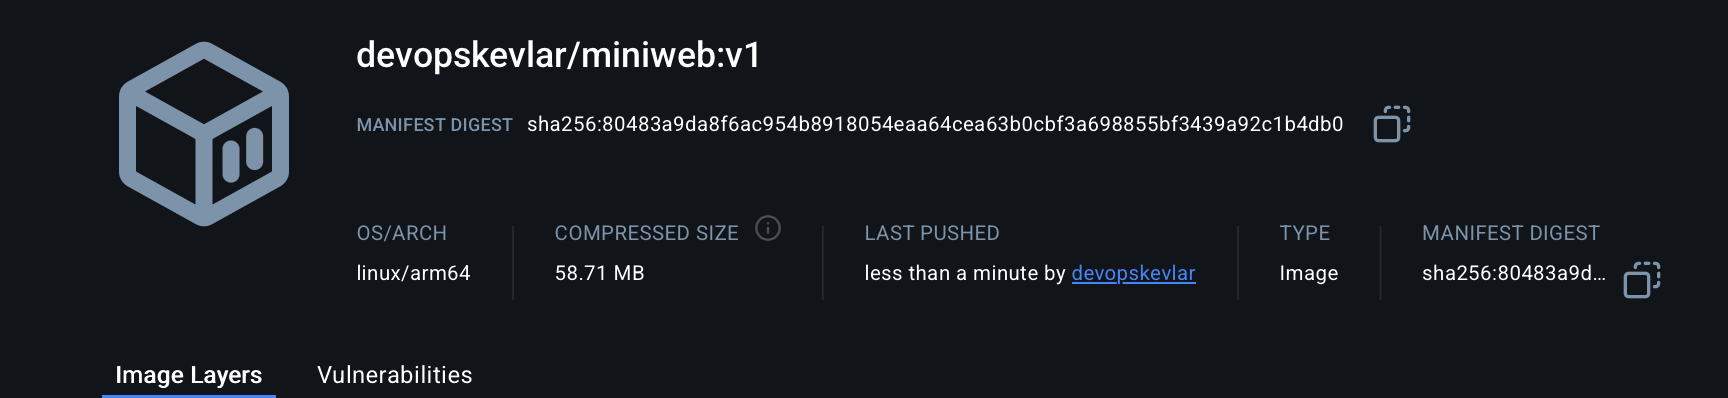 devopskevlar/miniweb:v1
MANIFEST DIGEST sha256:80483a9da8f6ac954b8918054eaa64cea63b0cbf3a698855bf3439a92c1b4db0
OS/ARCH COMPRESSED SIZE LAST PUSHED TYPE MANIFEST DIGEST
linux/arm64 58.71 MB less than a minute by devopskevlar Image sha256:80483a9d...
Image Layers Vulnerabilities